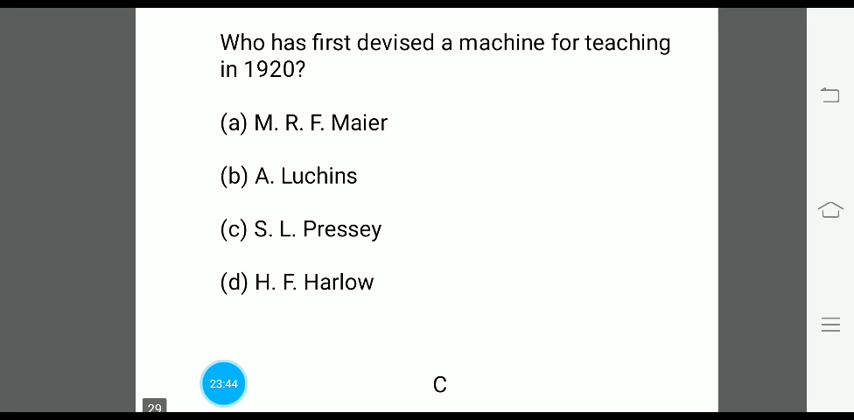 Who has first devised a machine for teaching
in 1920?
(a) M. R. F. Maier
(b) A. Luchins
(c) S. L. Pressey
(d) H. F. Harlow
23:44
C
29